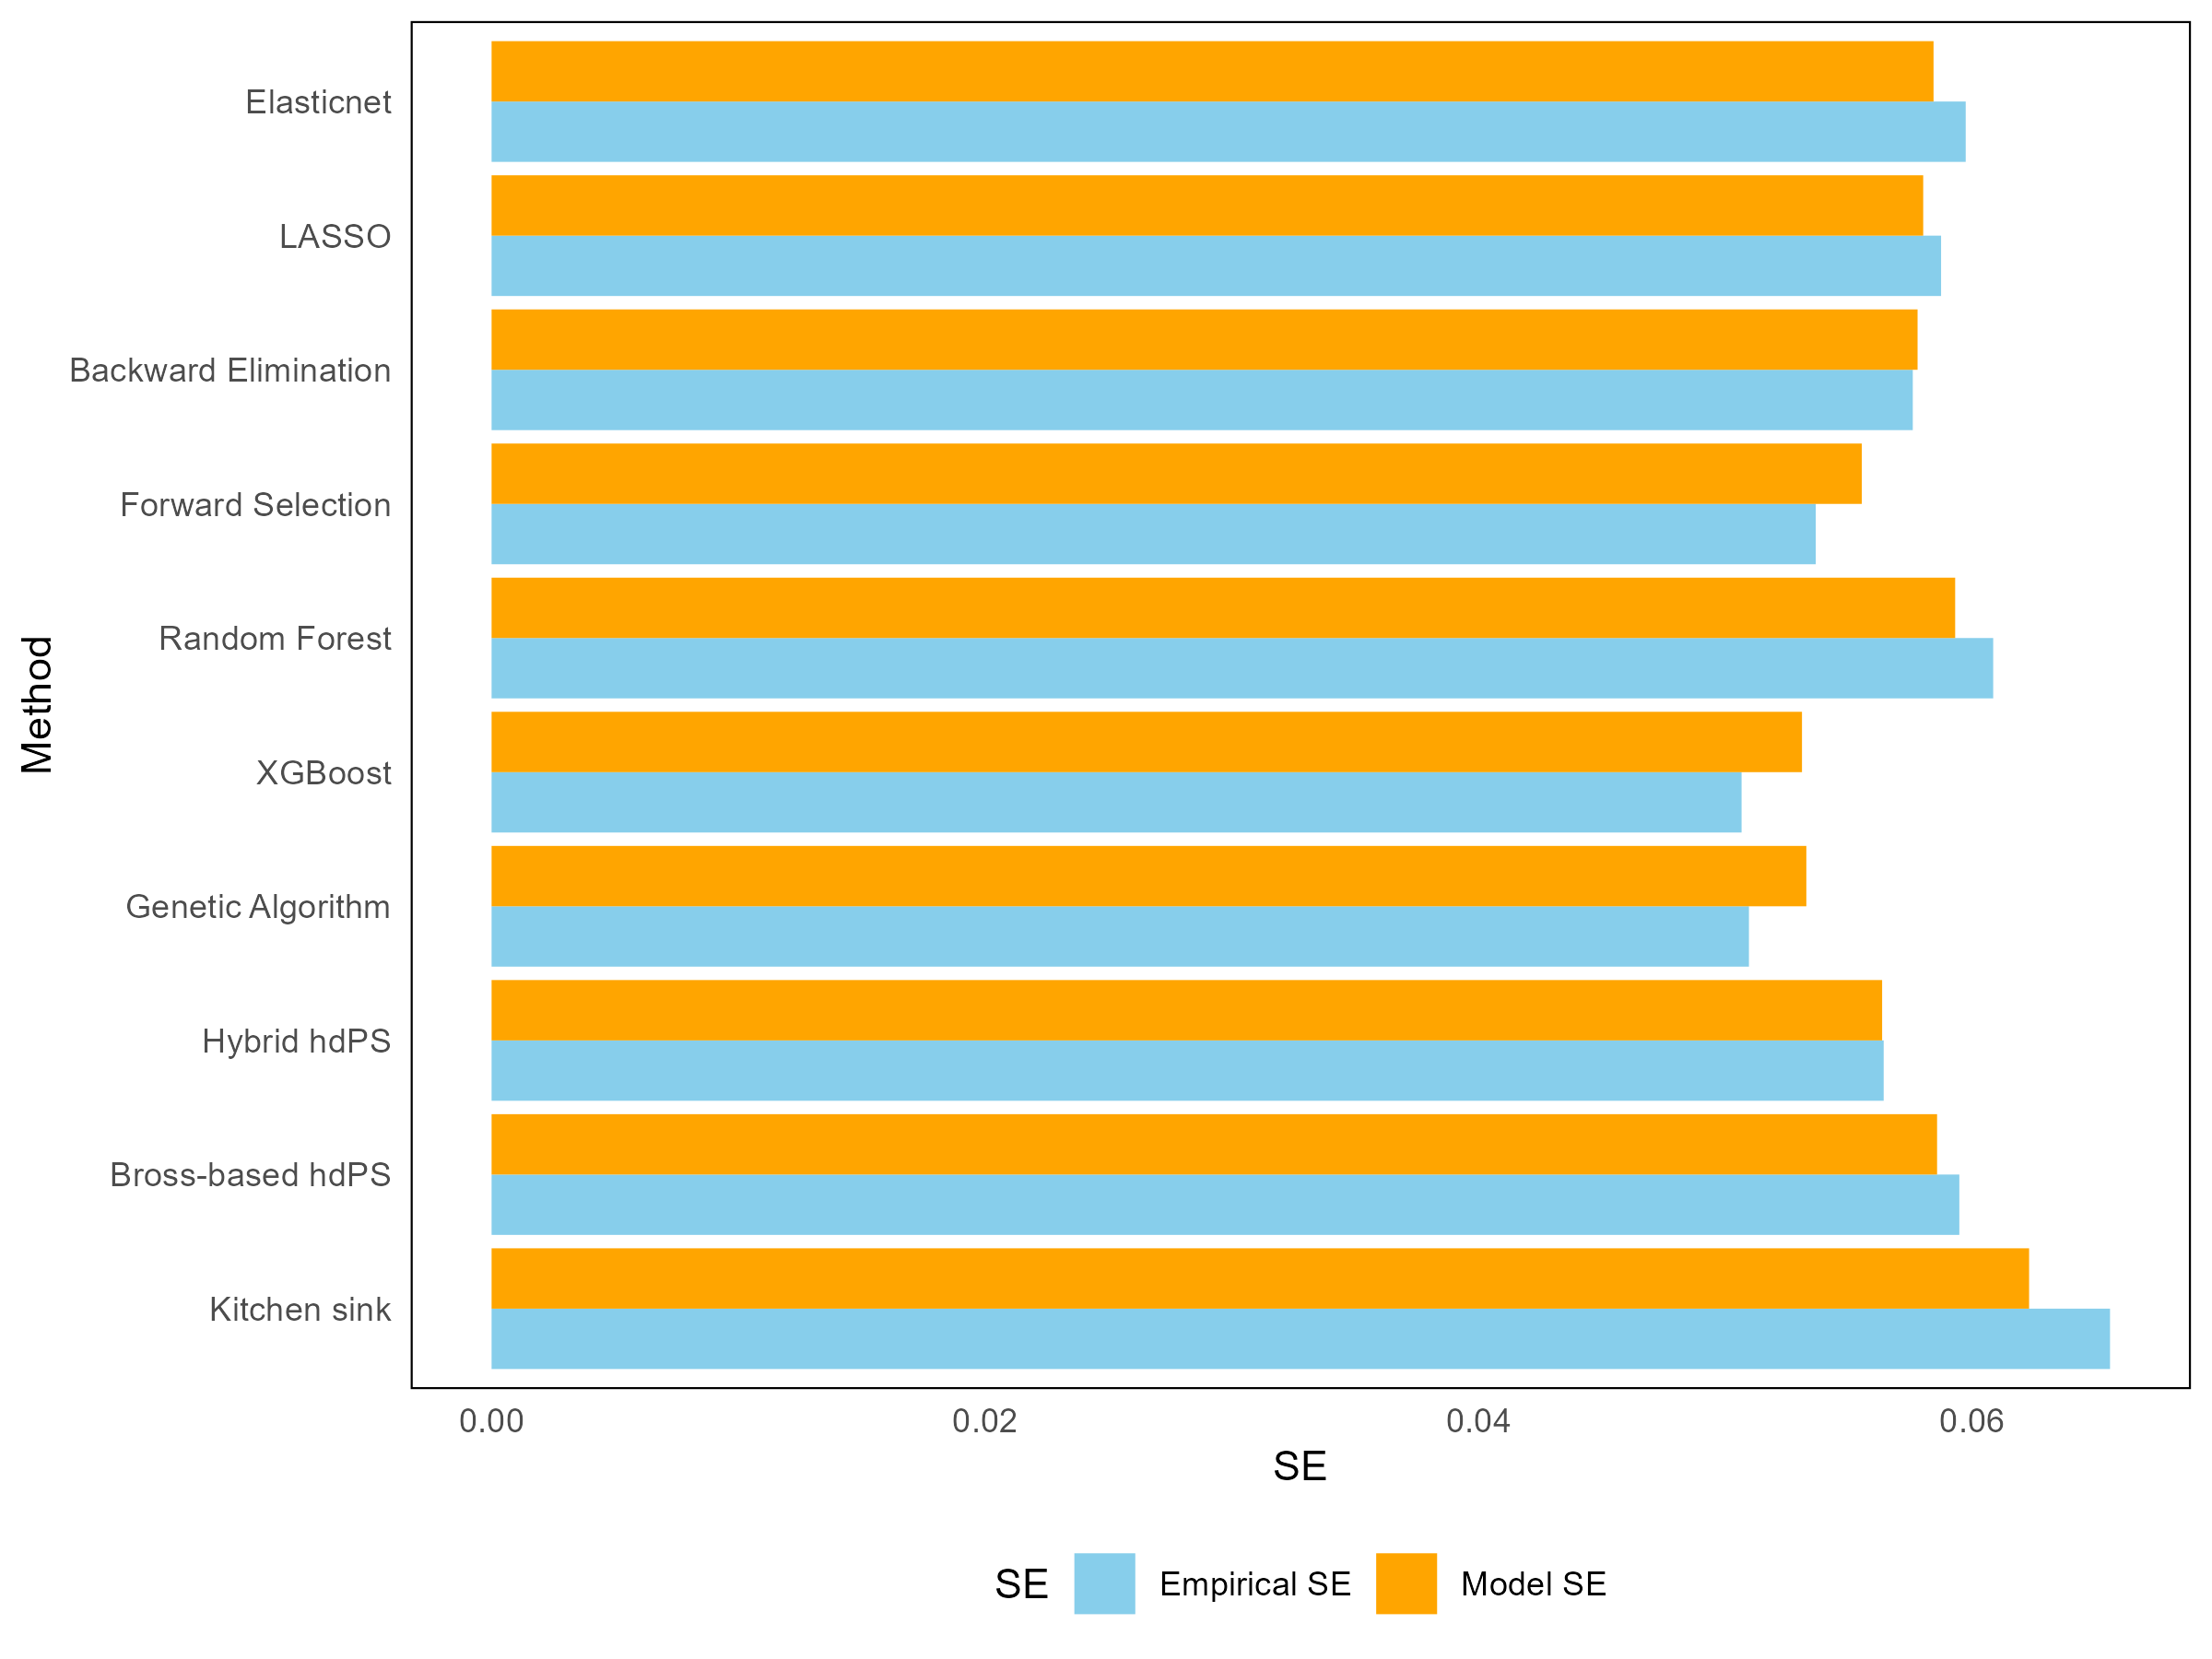 Elasticnet
LASSO
Backward Elimination
Forward Selection
Random Forest
XGBoost
Genetic Algorithm
Hybrid hdPS
Bross-based hdPS
Kitchen sink
Method
0.00 0.02 0.04 0.06
SE
SE Empirical SE Model SE